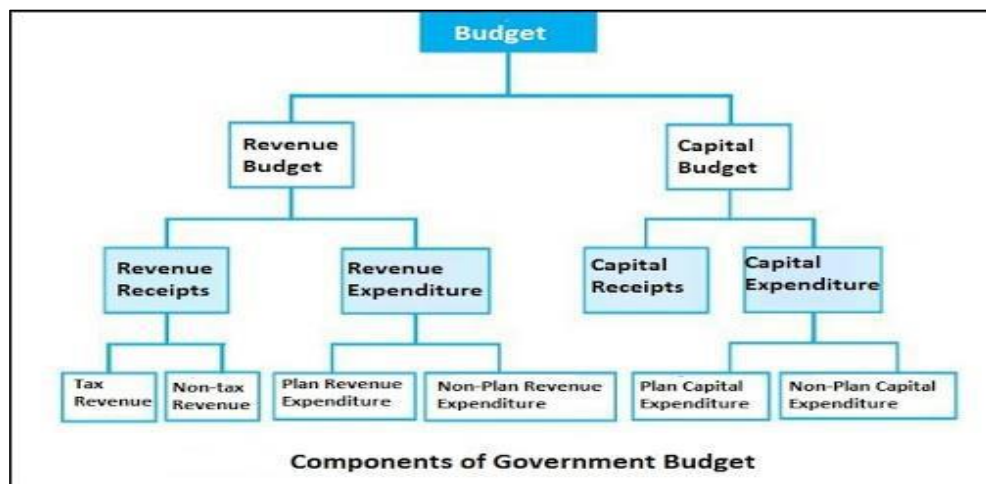 Budget
Revenue
Budget
Capital
Budget
Revenue
Receipts
Revenue
Expenditure
Capital
Receipts
Capital
Expenditure
Tax
Revenue
Non-tax
Revenue
Plan Revenue
Expenditure
Non-Plan Revenue
Expenditure
Plan Capital
Expenditure
Non-Plan Capital
Expenditure
Components of Government Budget